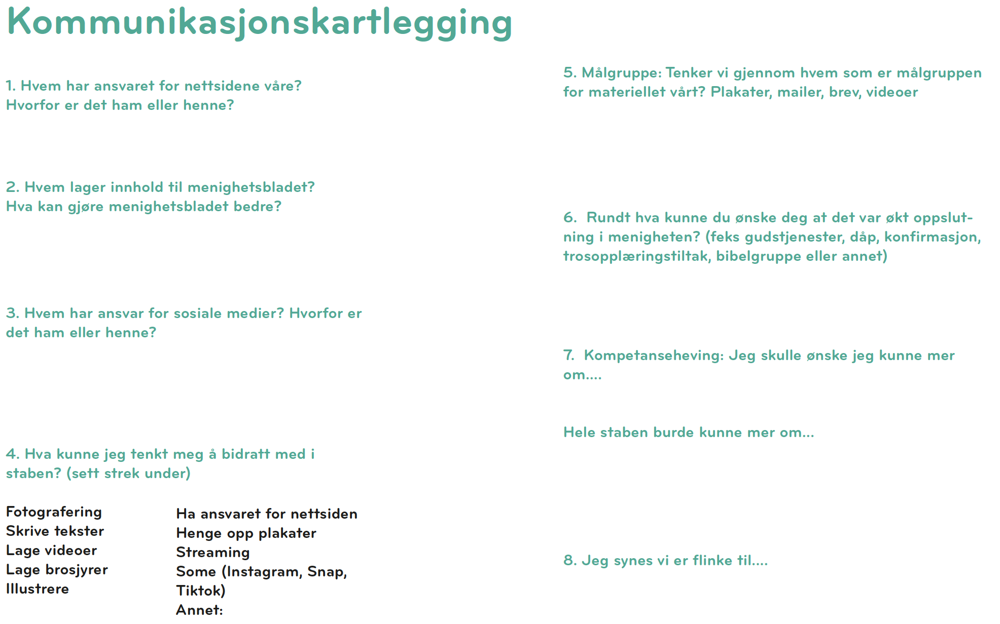 Kommunikasjonskartlegging
1. Hvem har ansvaret for nettsidene våre?
Hvorfor er det ham eller henne?
2. Hvem lager innhold til menighetsbladet?
Hva kan gjøre menighetsbladet bedre?
3. Hvem har ansvar for sosiale medier? Hvorfor er
det ham eller henne?
4. Hva kunne jeg tenkt meg å bidratt med i
staben? (sett strek under)
Fotografering
Skrive tekster
Lage videoer
Lage brosjyrer
Illustrere
Ha ansvaret for nettsiden
Henge opp plakater
Streaming
Some (Instagram, Snap,
Tiktok)
Annet:
5. Målgruppe: Tenker vi gjennom hvem som er målgruppen
for materiellet vårt? Plakater, mailer, brev, videoer
6.  Rundt hva kunne du ønske deg at det var økt oppslut-
ning i menigheten? (feks gudstjenester, dåp, konfirmasjon,
trosopplæringstiltak, bibelgruppe eller annet)
7.  Kompetanseheving: Jeg skulle ønske jeg kunne mer
om....
Hele staben burde kunne mer om...
8. Jeg synes vi er flinke til....